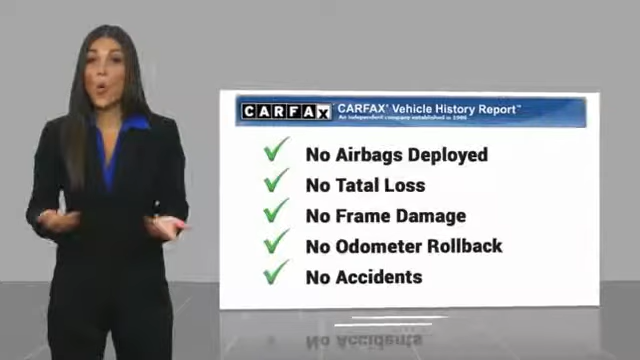 CARFAX CARFAX® Vehicle History Report™
An independent company established in 1986
No Airbags Deployed
No Tatal Loss
No Frame Damage
No Odometer Rollback
No Accidents